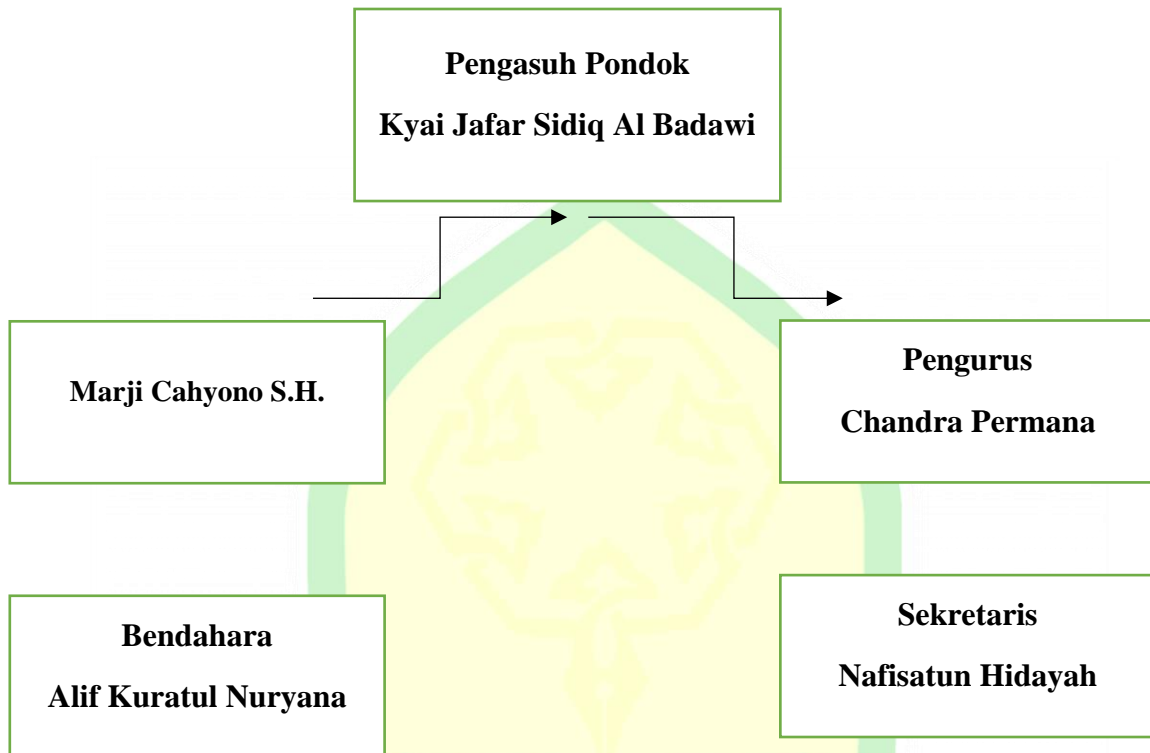 Pengasuh Pondok
Kyai Jafar Sidiq Al Badawi
Marji Cahyono S.H.
Pengurus
Chandra Permana
Bendahara
Alif Kuratul Nuryana
Sekretaris
Nafisatun Hidayah